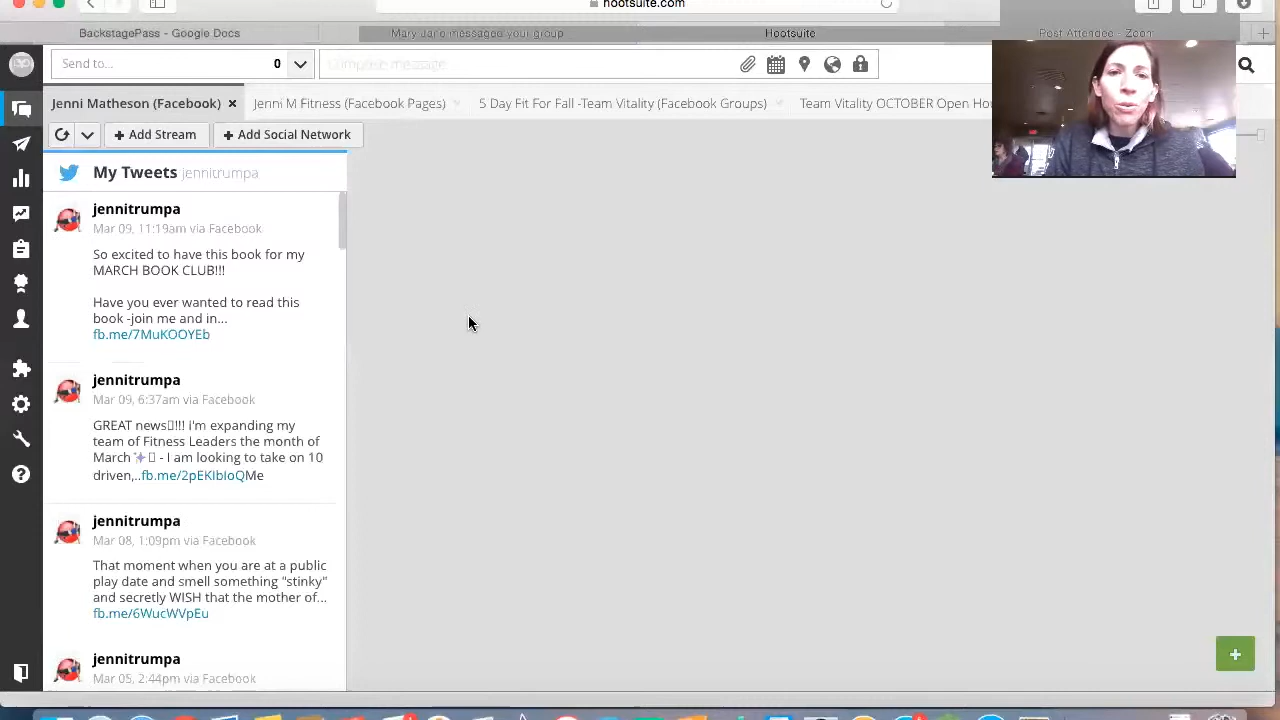 hootsuite.com
BackstagePass - Google Docs
Mary Jane messaged your group
Hootsuite
Post Attendee - Zoom
Send to...
0
Compose message...
Jenni Matheson (Facebook)
Jenni M Fitness (Facebook Pages)
5 Day Fit For Fall -Team Vitality (Facebook Groups)
Team Vitality OCTOBER Open Hou
Add Stream
Add Social Network
My Tweets jennitrumpa
jennitrumpa
Mar 09, 11:19am via Facebook
So excited to have this book for my
MARCH BOOK CLUB!!!
Have you ever wanted to read this
book -join me and in...
fb.me/7MuKOOYEb
jennitrumpa
Mar 09, 6:37am via Facebook
GREAT news!!! i'm expanding my
team of Fitness Leaders the month of
March - I am looking to take on 10
driven,..fb.me/2pEKIbIoQMe
jennitrumpa
Mar 08, 1:09pm via Facebook
That moment when you are at a public
play date and smell something "stinky"
and secretly WISH that the mother of...
fb.me/6WucWVpEu
jennitrumpa
Mar 05, 2:44pm via Facebook